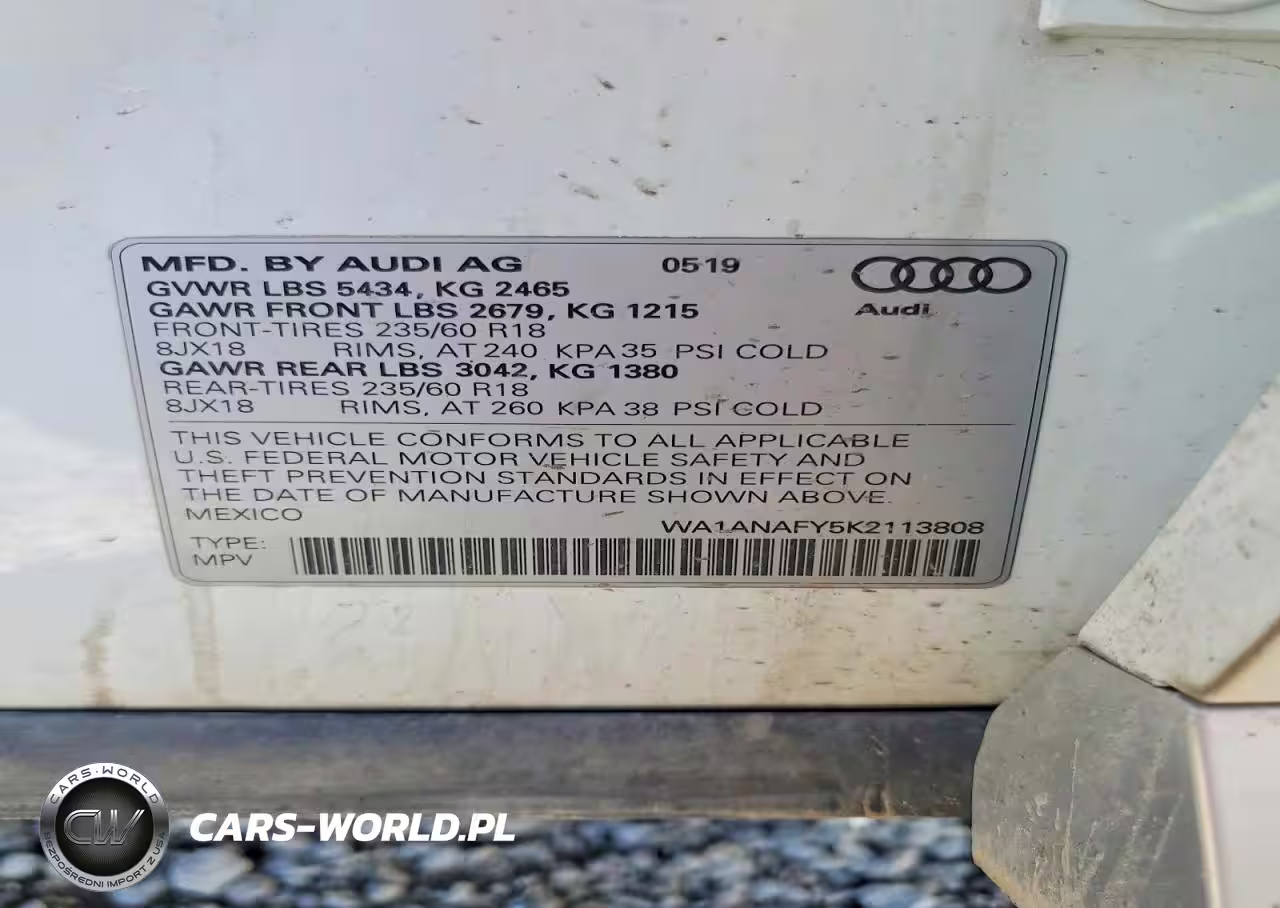 MFD. BY AUDI AG 0519
GVWR LBS 5434, KG 2465
GAWR FRONT LBS 2679, KG 1215
Audi
FRONT-TIRES 235/60 R18
8JX18 RIMS, AT 240 KPA 35 PSI COLD
GAWR REAR LBS 3042, KG 1380
REAR-TIRES 235/60 R18
8JX18 RIMS, AT 260 KPA 38 PSI COLD
THIS VEHICLE CONFORMS TO ALL APPLICABLE
U.S. FEDERAL MOTOR VEHICLE SAFETY AND
THEFT PREVENTION STANDARDS IN EFFECT ON
THE DATE OF MANUFACTURE SHOWN ABOVE.
MEXICO
WA1ANAFY5K2113808
TYPE:
MPV
CARS-WORLD
CW
BEZPOŚREDNI IMPORT Z USA
CARS-WORLD.PL